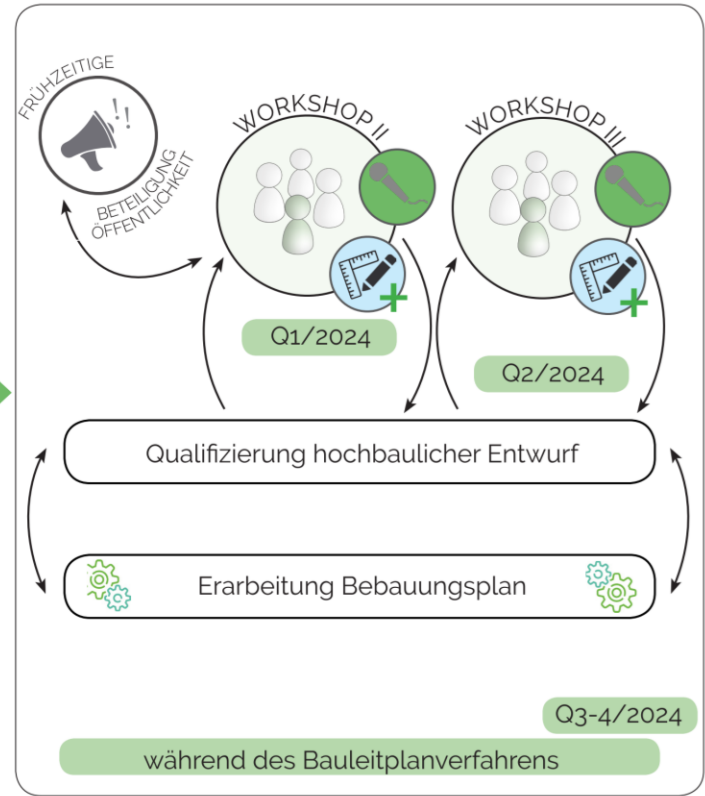 FRÜHZEITIGE
BETEILIGUNG
ÖFFENTLICHKEIT
!!
WORKSHOP II
WORKSHOP III
Q1/2024
Q2/2024
Qualifizierung hochbaulicher Entwurf
Erarbeitung Bebauungsplan
Q3-4/2024
während des Bauleitplanverfahrens